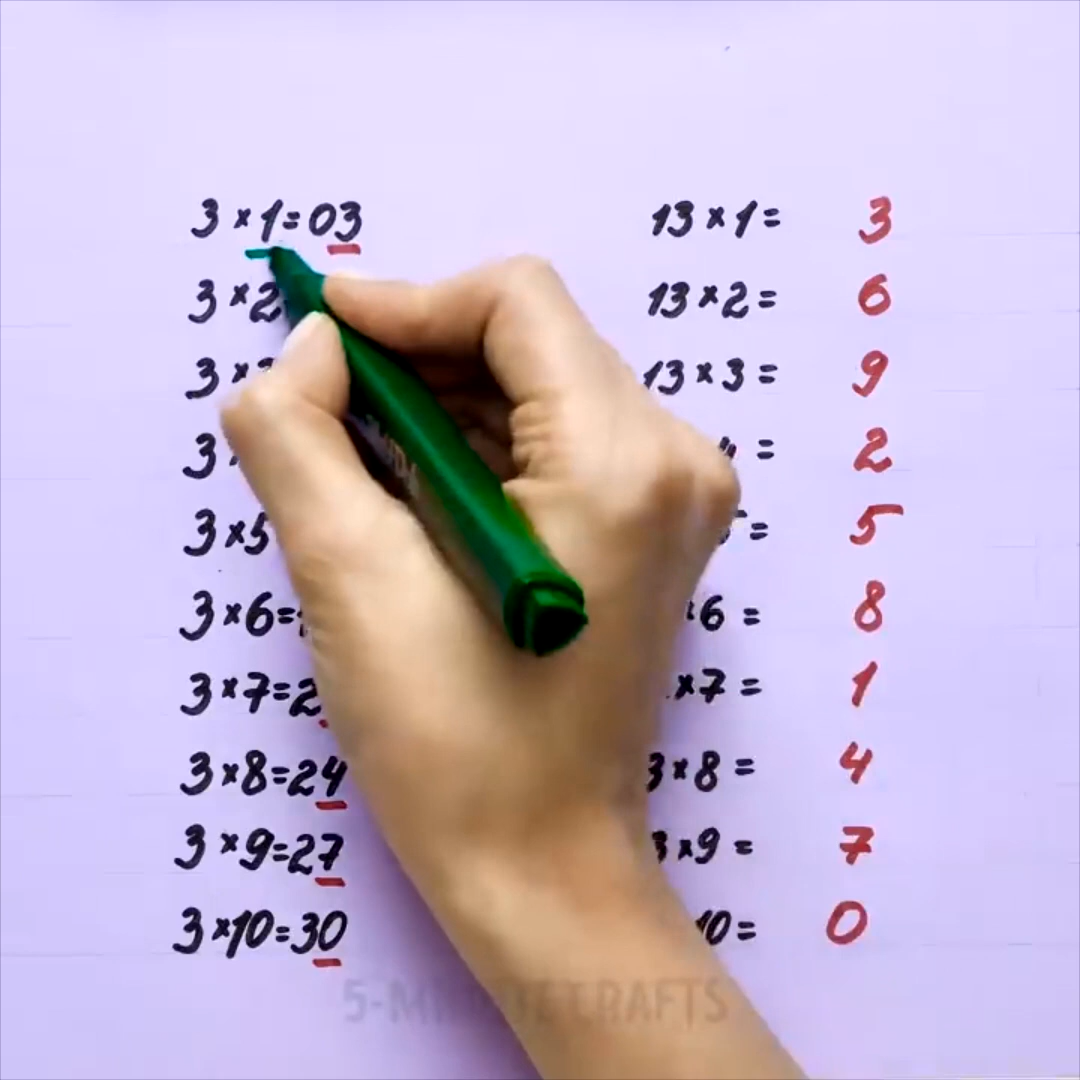 3 × 1 = 03 13 × 1 = 3
3 × 2 13 × 2 = 6
3 × 13 × 3 = 9
3 = 2
3 × 5 = 5
3 × 6 = × 6 = 8
3 × 7 = 2 × 7 = 1
3 × 8 = 24 3 × 8 = 4
3 × 9 = 27 3 × 9 = 7
3 × 10 = 30 10 = 0